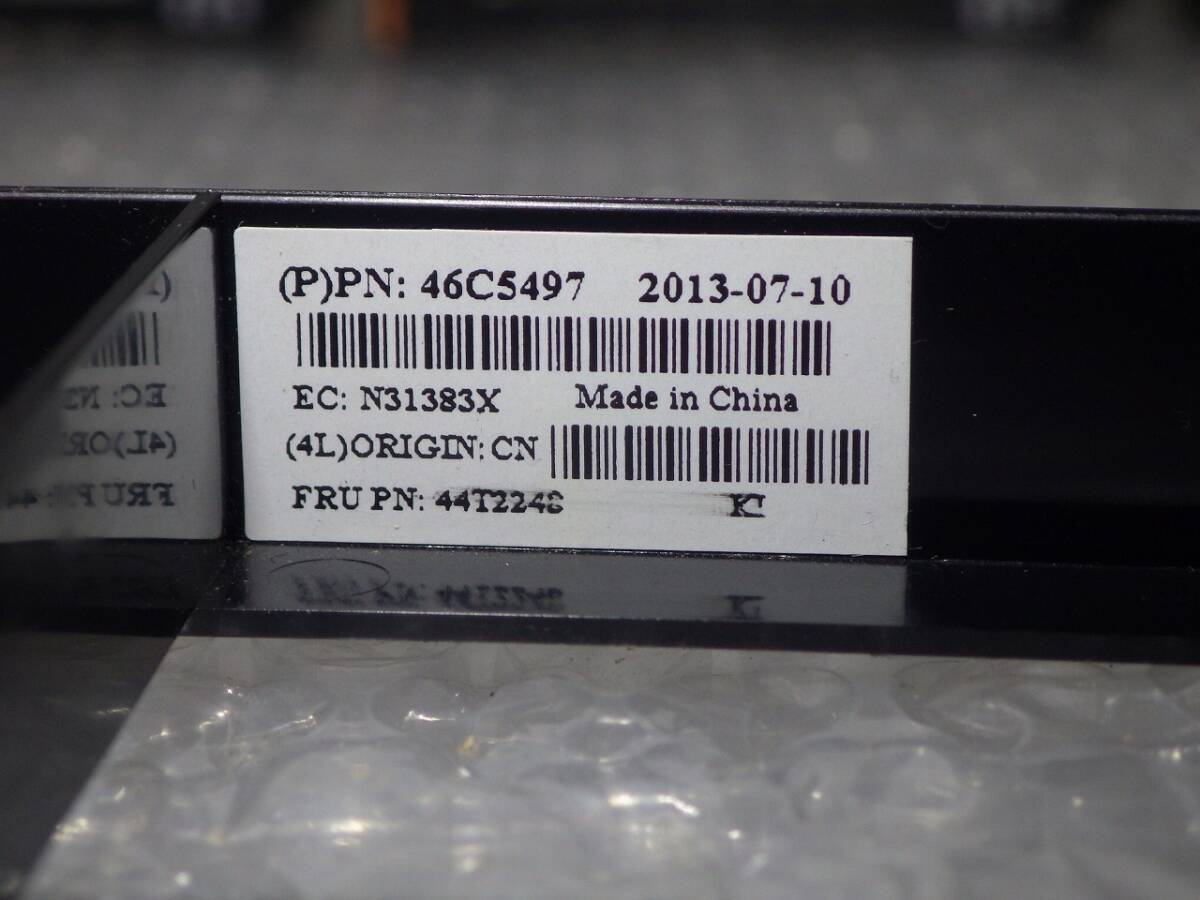 (P)PN: 46C5497 2013-07-10
EC: N31383X Made in China
(4L)ORIGIN: CN
FRU PN: 44T2248